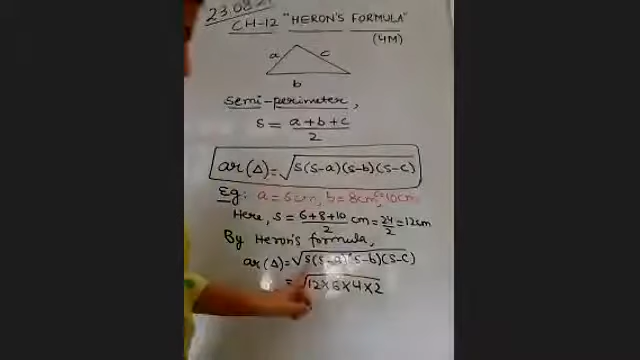 23.08.2
CH-12 "HERON'S FORMULA"
(4M)
a c
b
Semi-perimeter,
s = a+b+c/2
ar(Δ) = √s(s-a)(s-b)(s-c)
Eg: a = 6cm, b = 8cm, c=10cm
Here, s = 6+8+10/2 cm = 24/2 = 12cm
By Heron's formula,
ar(Δ) = √s(s-a)(s-b)(s-c)
= √12×6×4×2